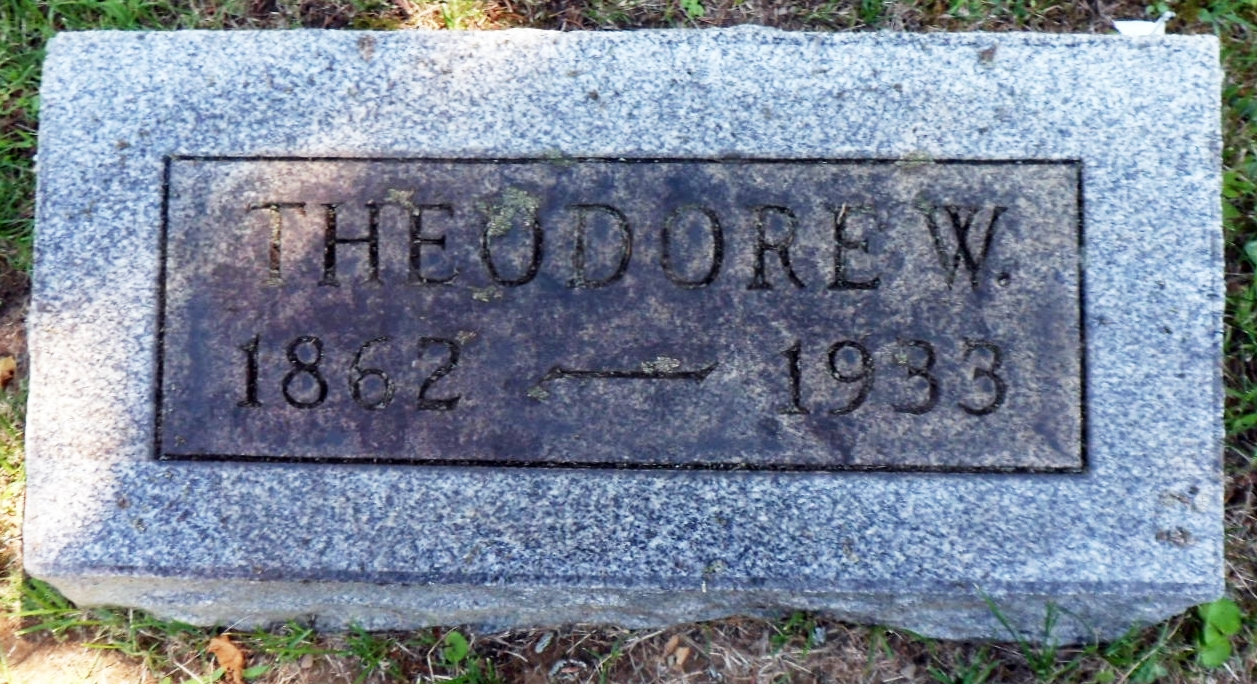 THEODORE W.
1862 — 1933